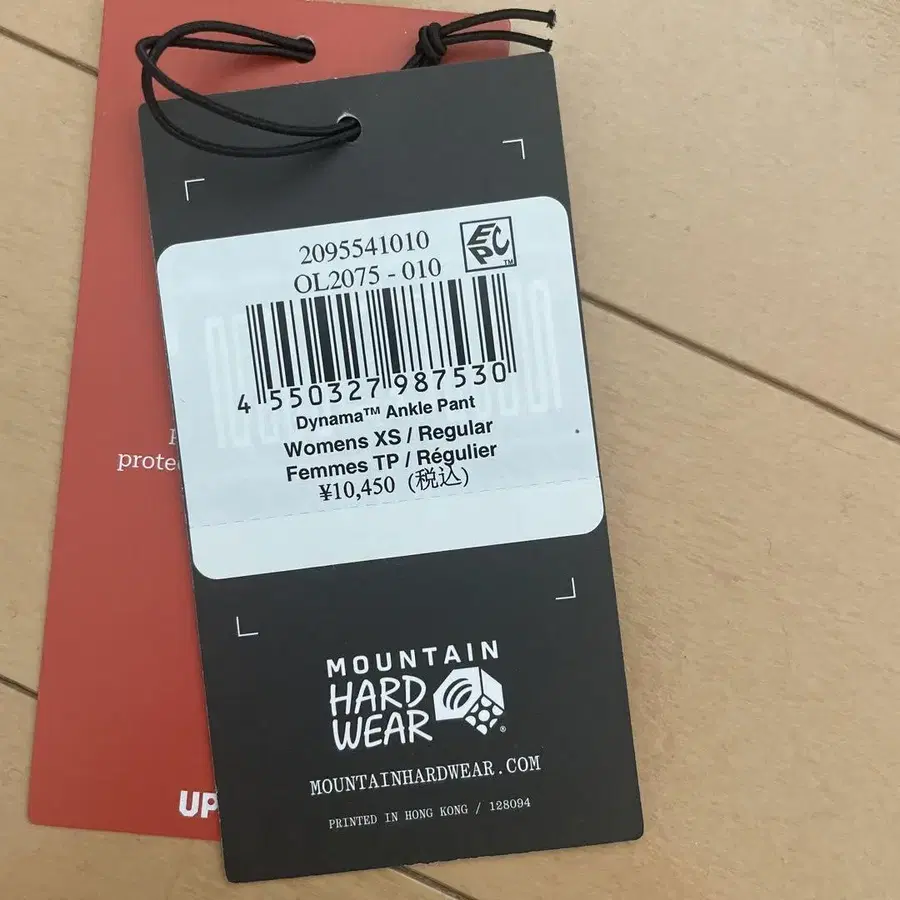 2095541010
OL2075 - 010
EPC™
4 550327 987530
Dynama™ Ankle Pant
Womens XS / Regular
Femmes TP / Régulier
¥10,450 (税込)
MOUNTAIN
HARD
WEAR®
MOUNTAINHARDWEAR.COM
PRINTED IN HONG KONG / 128094
P
protec
UP